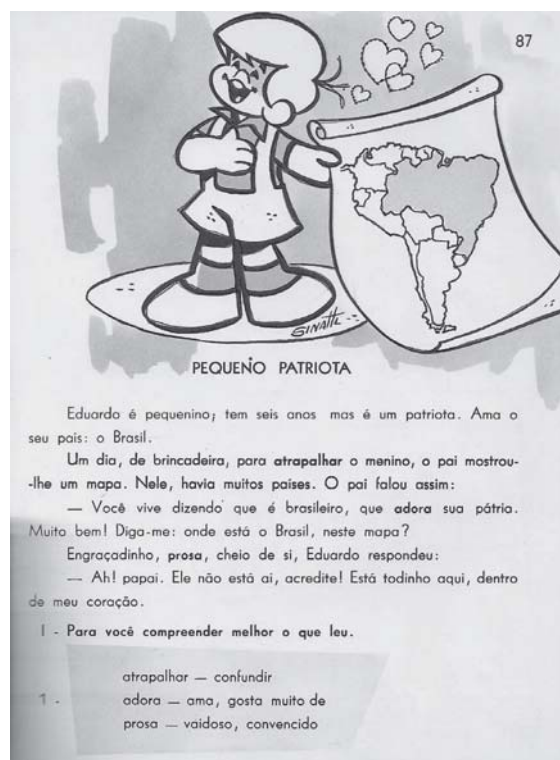 87
GINATTE
PEQUENO PATRIOTA
Eduardo é pequenino; tem seis anos mas é um patriota. Ama o
seu país: o Brasil.
Um dia, de brincadeira, para atrapalhar o menino, o pai mostrou-
-lhe um mapa. Nele, havia muitos países. O pai falou assim:
— Você vive dizendo que é brasileiro, que adora sua pátria.
Muito bem! Diga-me: onde está o Brasil, neste mapa?
Engraçadinho, prosa, cheio de si, Eduardo respondeu:
— Ah! papai. Ele não está aí, acredite! Está todinho aqui, dentro
de meu coração.
I - Para você compreender melhor o que leu.
atrapalhar — confundir
1 - adora — ama, gosta muito de
prosa — vaidoso, convencido